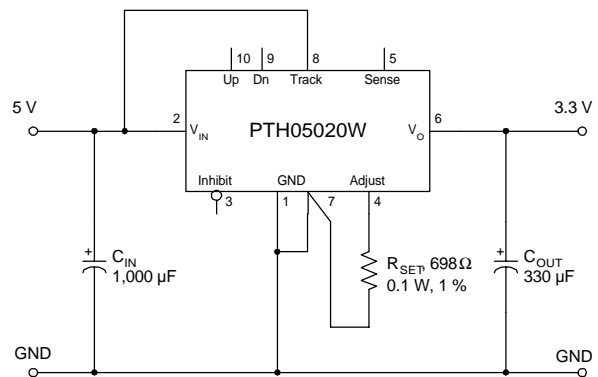 10 9 8 5
Up Dn Track Sense
5 V 2 V_IN PTH05020W V_O 6 3.3 V
Inhibit GND Adjust
3 1 7 4
+ C_IN
1,000 µF
R_SET, 698Ω
0.1 W, 1 %
+ C_OUT
330 µF
GND GND